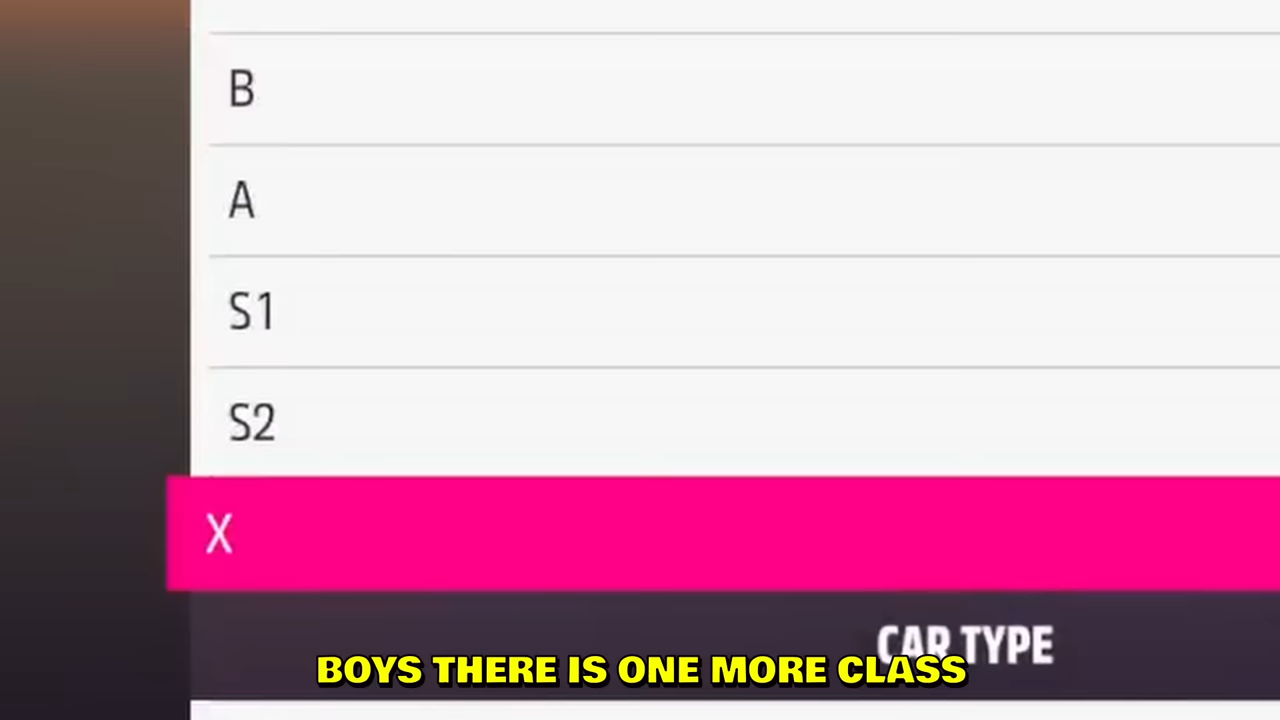 B
A
S1
S2
X
CAR TYPE
BOYS THERE IS ONE MORE CLASS